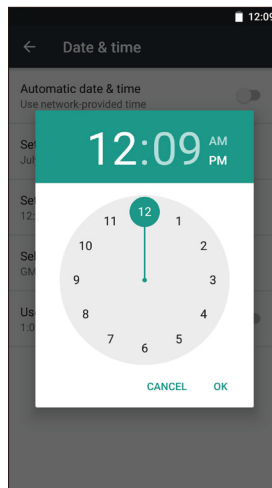 12:09
Date & time
Automatic date & time
Use network-provided time
Set
July
12:09 AM PM
Set
12:
Sel
GM
Us
1:0
12
11 1
10 2
9 3
8 4
7 5
6
CANCEL OK